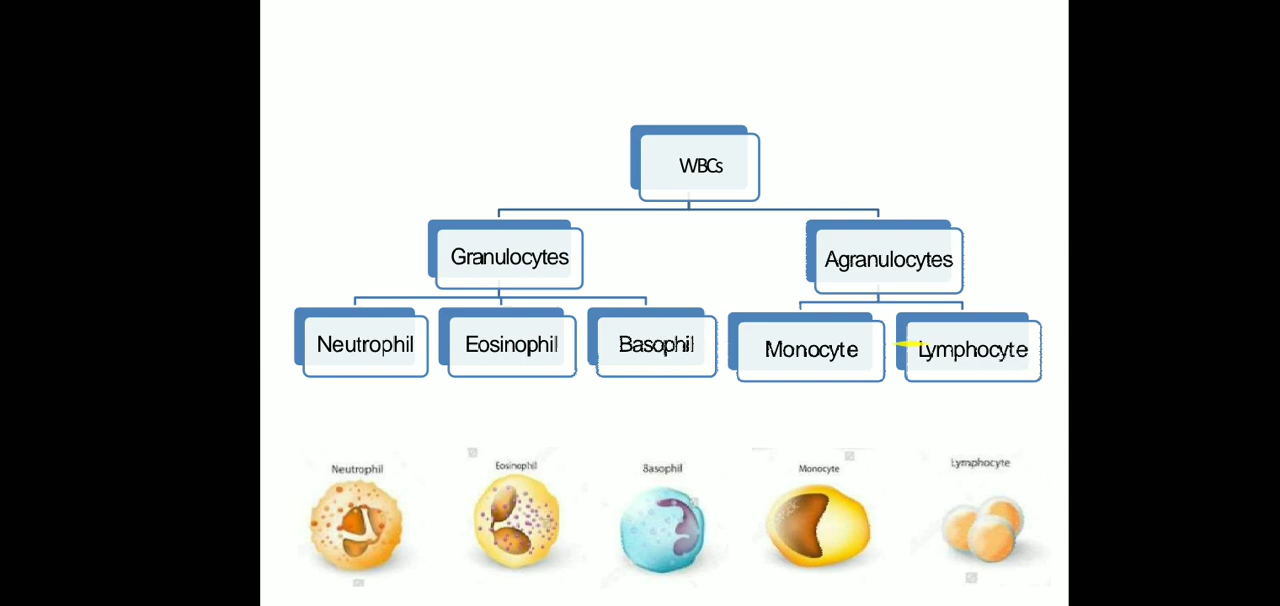 WBCs
Granulocytes
Agranulocytes
Neutrophil
Eosinophil
Basophil
Monocyte
Lymphocyte
Neutrophil
Eosinophil
Basophil
Monocyte
Lymphocyte